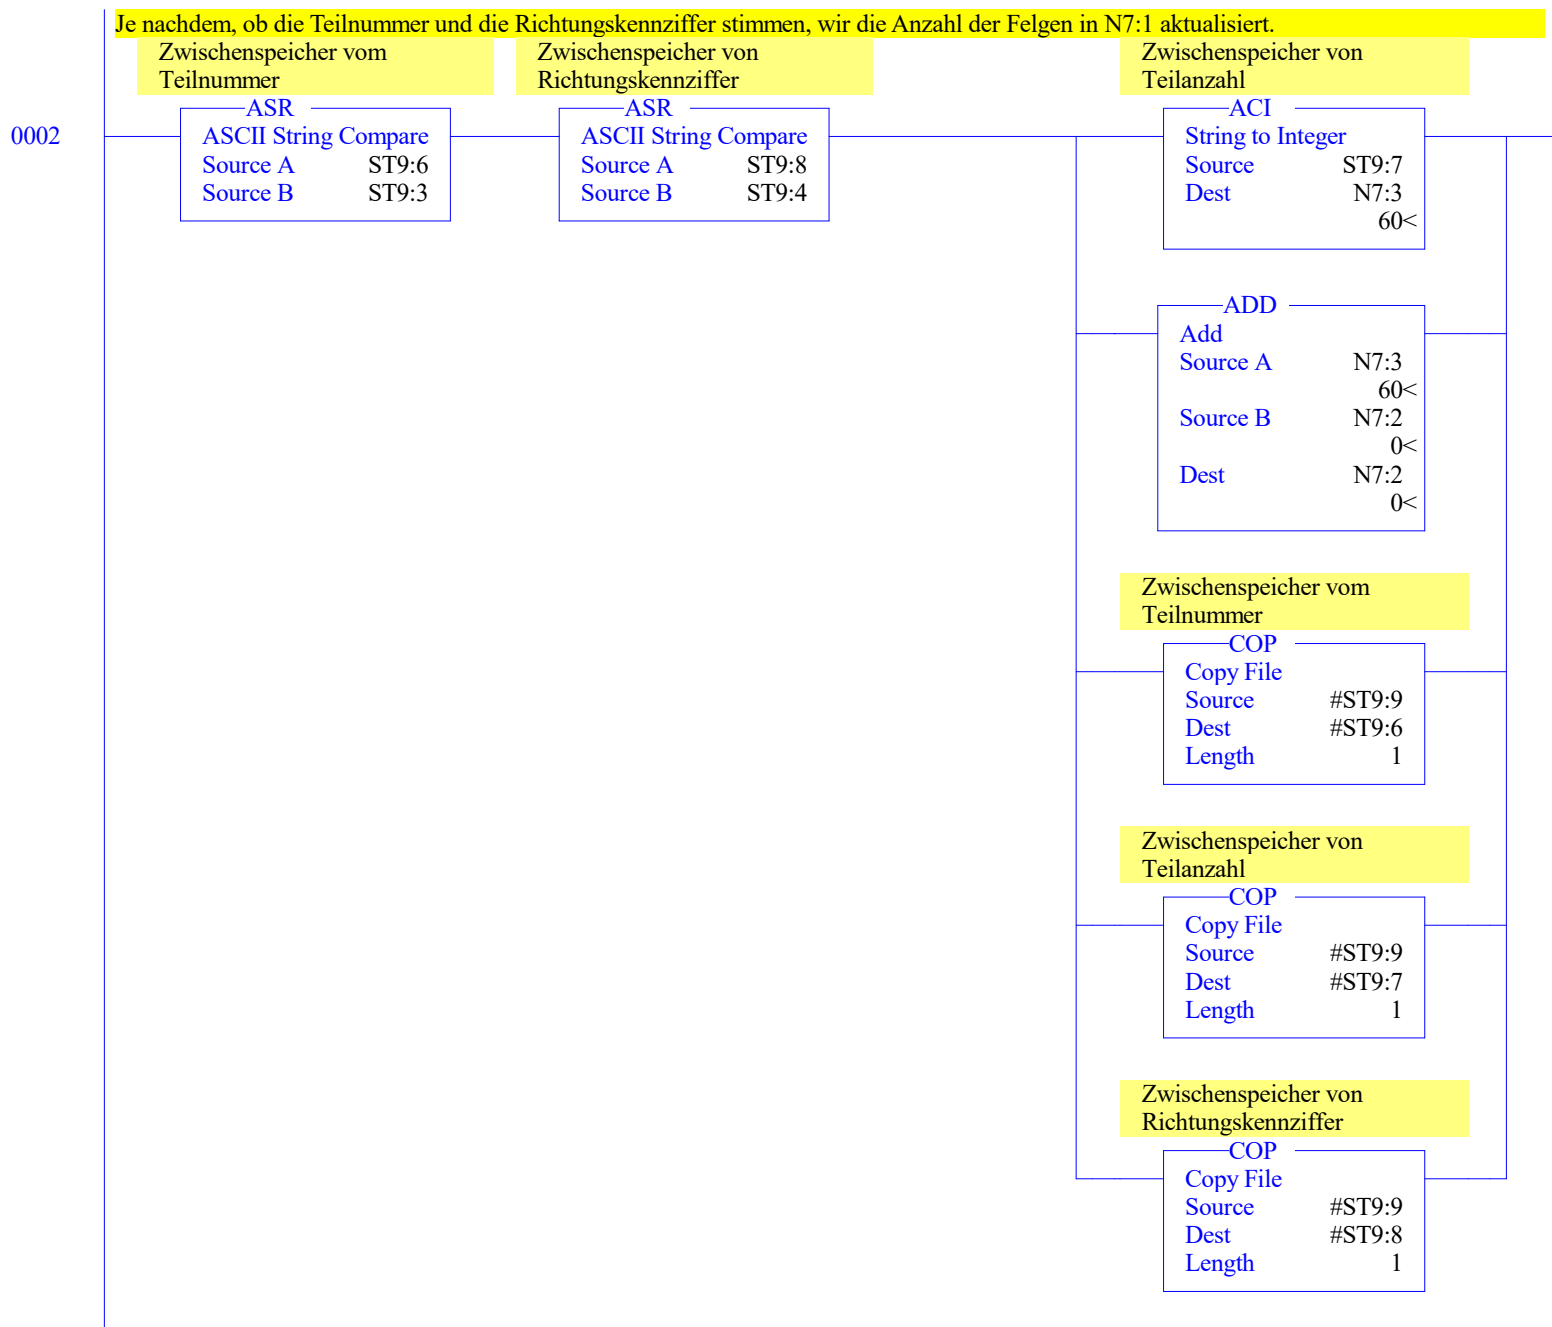 Je nachdem, ob die Teilnummer und die Richtungskennziffer stimmen, wir die Anzahl der Felgen in N7:1 aktualisiert.
Zwischenspeicher vom
Teilnummer
Zwischenspeicher von
Richtungskennziffer
Zwischenspeicher von
Teilanzahl
0002
ASR
ASCII String Compare
Source A ST9:6
Source B ST9:3
ASR
ASCII String Compare
Source A ST9:8
Source B ST9:4
ACI
String to Integer
Source ST9:7
Dest N7:3
60<
ADD
Add
Source A N7:3
60<
Source B N7:2
0<
Dest N7:2
0<
Zwischenspeicher vom
Teilnummer
COP
Copy File
Source #ST9:9
Dest #ST9:6
Length 1
Zwischenspeicher von
Teilanzahl
COP
Copy File
Source #ST9:9
Dest #ST9:7
Length 1
Zwischenspeicher von
Richtungskennziffer
COP
Copy File
Source #ST9:9
Dest #ST9:8
Length 1